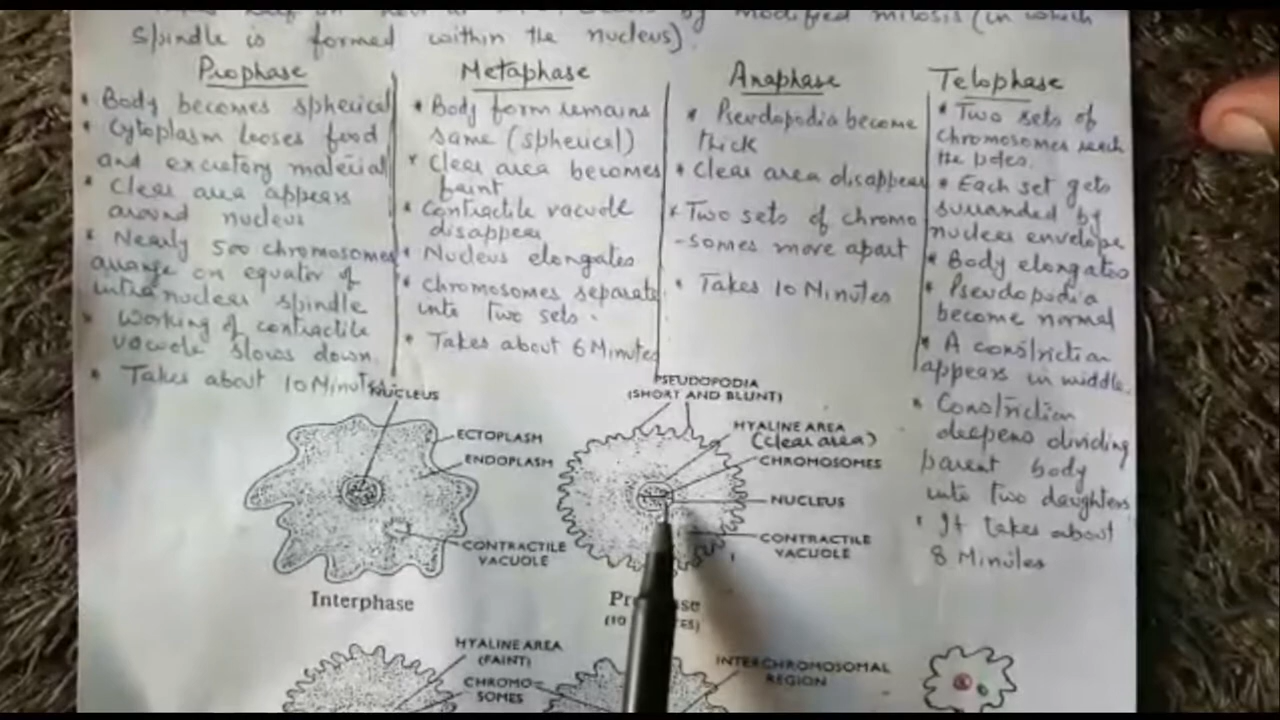 by modified mitosis (in which
spindle is formed within the nucleus).
Prophase
• Body becomes spherical
• Cytoplasm looses food
and excretory material
• Clear area appears
around nucleus
• Nearly 500 chromosomes
arrange on equator of
intranuclear spindle
• Working of contractile
vacuole slows down.
• Takes about 10 Minutes
Metaphase
• Body form remains
same (spherical)
• Clear area becomes
faint
• Contractile vacuole
disappear
• Nucleus elongates
• chromosomes separate
into two sets.
• Takes about 6 Minutes
Anaphase
• Pseudopodia become
thick
• Clear area disappear
• Two sets of chromo
-somes move apart
• Takes 10 Minutes
Telophase
• Two sets of
chromosomes reach
the poles.
• Each set gets
surranded by
nuclear envelope
• Body elongates
• Pseudopodia
become normal
• A constriction
appears in middle.
• Constriction
deepens dividing
parent body
into two daughters
• It takes about
8 Minutes
NUCLEUS
ECTOPLASM
ENDOPLASM
CONTRACTILE
VACUOLE
Interphase
PSEUDOPODIA
(SHORT AND BLUNT)
HYALINE AREA
(Clear area)
CHROMOSOMES
NUCLEUS
CONTRACTILE
VACUOLE
HYALINE AREA
(FAINT)
CHROMO-
SOMES
INTERCHROMOSOMAL
REGION